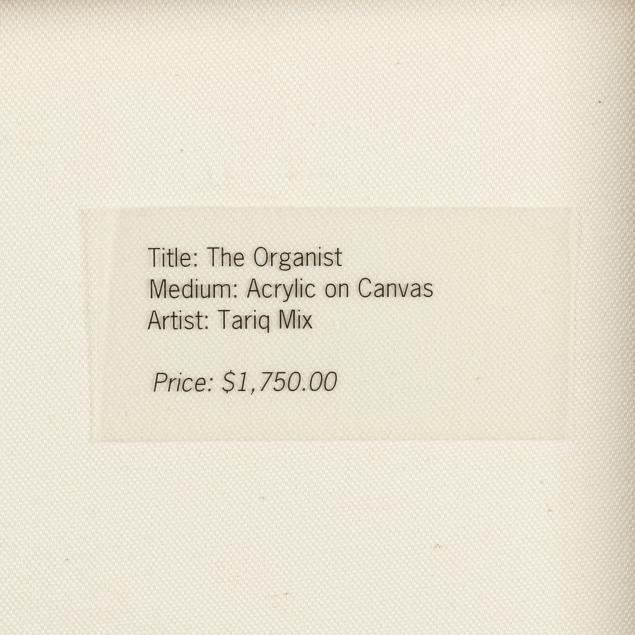 Title: The Organist
Medium: Acrylic on Canvas
Artist: Tariq Mix
Price: $1,750.00